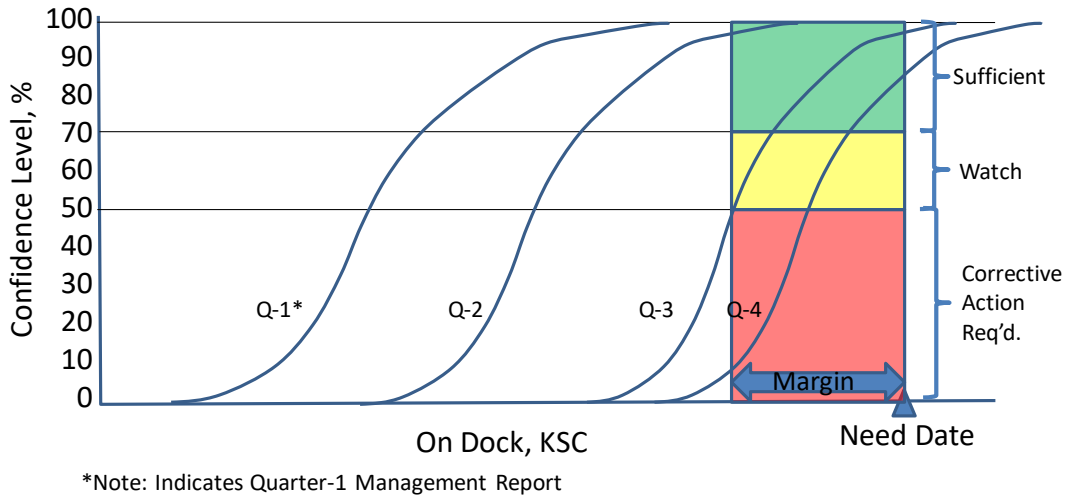 Confidence Level, %
100
90
80
70
60
50
40
30
20
10
0
Q-1*
Q-2
Q-3
Q-4
Margin
Sufficient
Watch
Corrective
Action
Req’d.
On Dock, KSC
Need Date
*Note: Indicates Quarter-1 Management Report